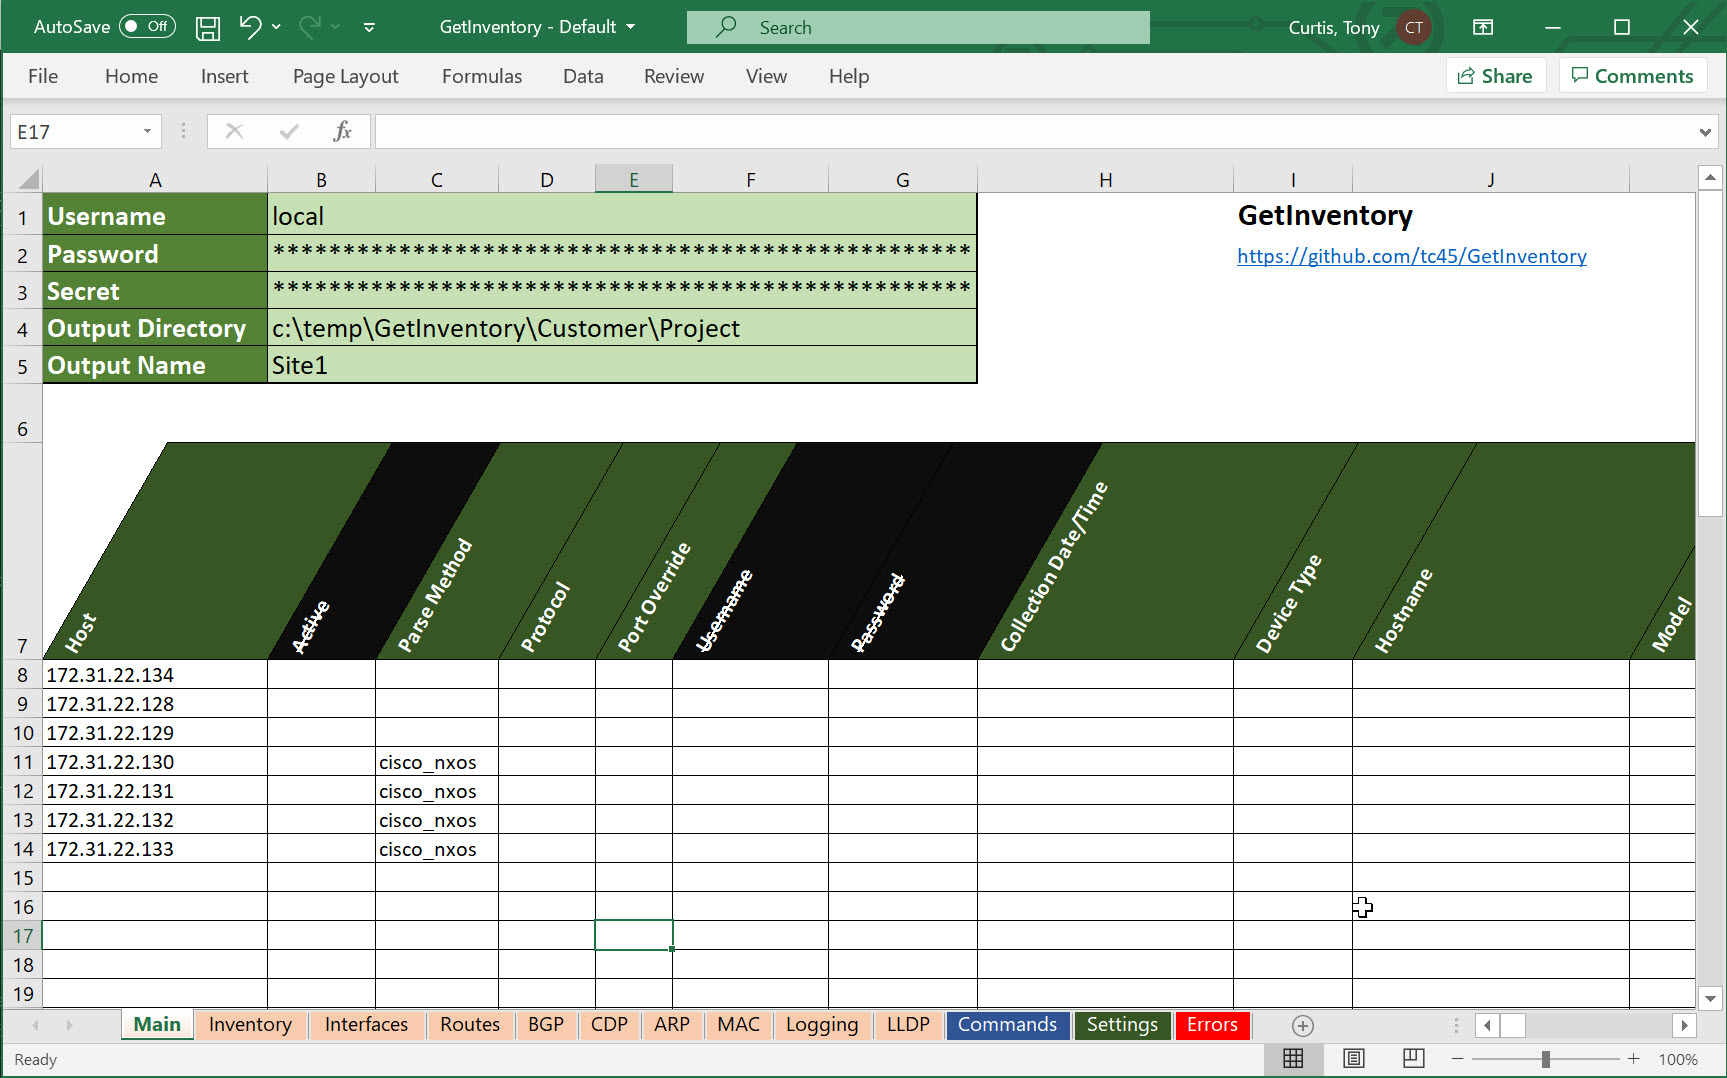 AutoSave Off GetInventory - Default Search Curtis, Tony CT
File Home Insert Page Layout Formulas Data Review View Help Share Comments
E17 fx
A B C D E F G H I J
1 Username local GetInventory
2 Password ************************************************** https://github.com/tc45/GetInventory
3 Secret **************************************************
4 Output Directory c:\temp\GetInventory\Customer\Project
5 Output Name Site1
6
7 Host Active Parse Method Protocol Port Override Username Password Collection Date/Time Device Type Hostname Model
8 172.31.22.134
9 172.31.22.128
10 172.31.22.129
11 172.31.22.130 cisco_nxos
12 172.31.22.131 cisco_nxos
13 172.31.22.132 cisco_nxos
14 172.31.22.133 cisco_nxos
15
16
17
18
19
Main Inventory Interfaces Routes BGP CDP ARP MAC Logging LLDP Commands Settings Errors
Ready 100%